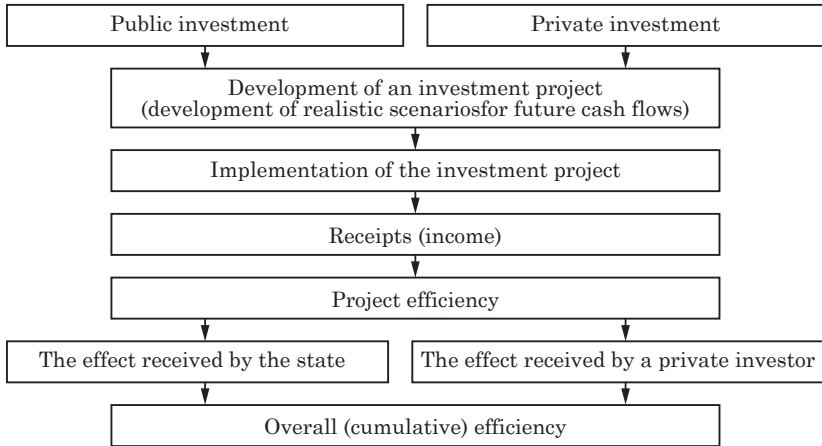 Public investment
Private investment
Development of an investment project
(development of realistic scenariosfor future cash flows)
Implementation of the investment project
Receipts (income)
Project efficiency
The effect received by the state
The effect received by a private investor
Overall (cumulative) efficiency